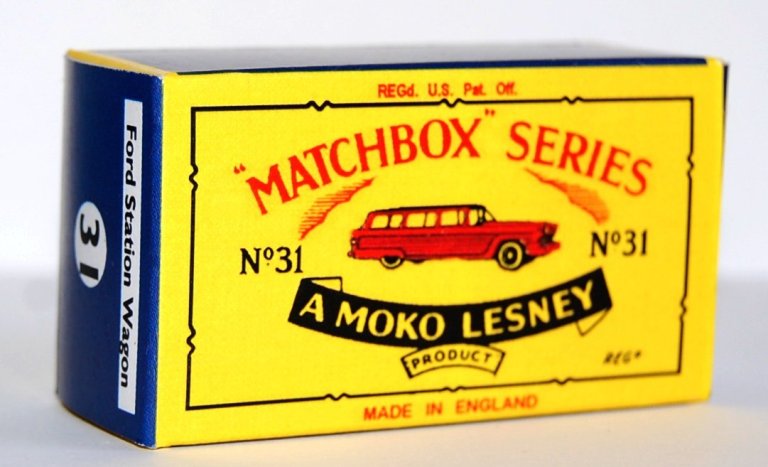 Ford Station Wagon
31
REGd. U.S. Pat. Off.
"MATCHBOX" SERIES
Nº31
Nº31
A MOKO LESNEY
PRODUCT
REGd
MADE IN ENGLAND